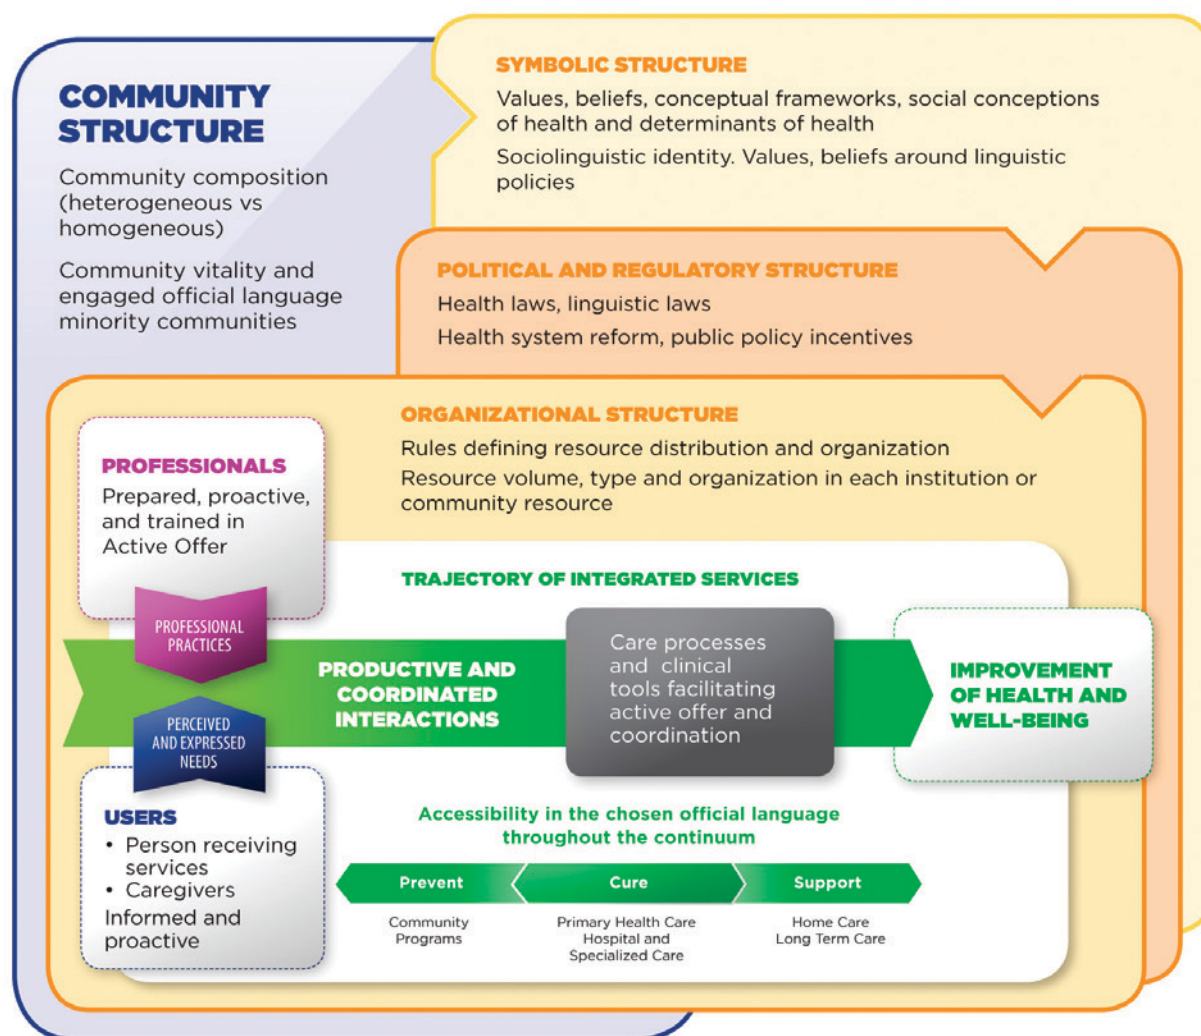 COMMUNITY
STRUCTURE
Community composition
(heterogeneous vs
homogeneous)
Community vitality and
engaged official language
minority communities
SYMBOLIC STRUCTURE
Values, beliefs, conceptual frameworks, social conceptions
of health and determinants of health
Sociolinguistic identity. Values, beliefs around linguistic
policies
POLITICAL AND REGULATORY STRUCTURE
Health laws, linguistic laws
Health system reform, public policy incentives
ORGANIZATIONAL STRUCTURE
Rules defining resource distribution and organization
Resource volume, type and organization in each institution or
community resource
PROFESSIONALS
Prepared, proactive,
and trained in
Active Offer
PROFESSIONAL
PRACTICES
PERCEIVED
AND EXPRESSED
NEEDS
USERS
• Person receiving
services
• Caregivers
Informed and
proactive
TRAJECTORY OF INTEGRATED SERVICES
PRODUCTIVE AND
COORDINATED
INTERACTIONS
Care processes
and clinical
tools facilitating
active offer and
coordination
IMPROVEMENT
OF HEALTH AND
WELL-BEING
Accessibility in the chosen official language
throughout the continuum
Prevent
Cure
Support
Community
Programs
Primary Health Care
Hospital and
Specialized Care
Home Care
Long Term Care